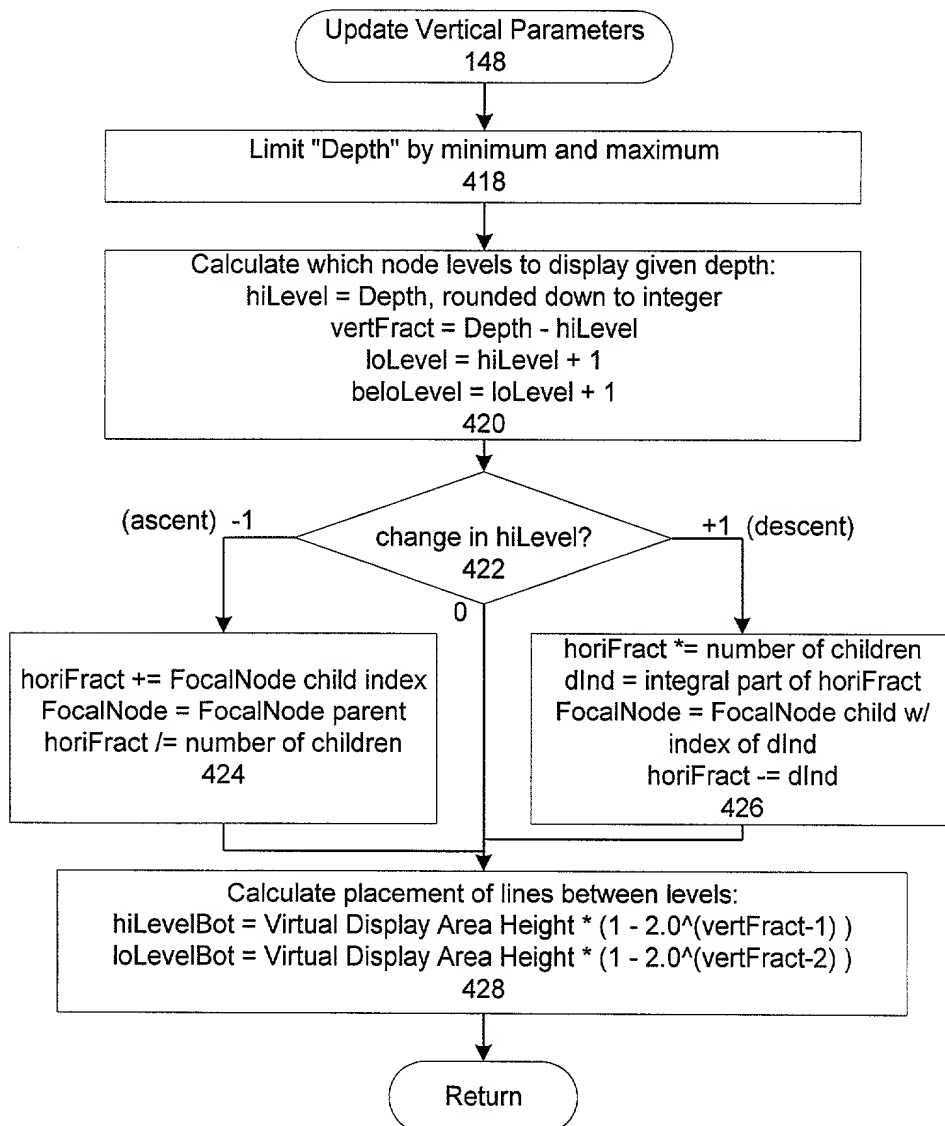 Update Vertical Parameters
148
Limit "Depth" by minimum and maximum
418
Calculate which node levels to display given depth:
hiLevel = Depth, rounded down to integer
vertFract = Depth - hiLevel
loLevel = hiLevel + 1
beloLevel = loLevel + 1
420
(ascent) -1
change in hiLevel?
422
+1 (descent)
0
horiFract += FocalNode child index
FocalNode = FocalNode parent
horiFract /= number of children
424
horiFract *= number of children
dInd = integral part of horiFract
FocalNode = FocalNode child w/
index of dInd
horiFract -= dInd
426
Calculate placement of lines between levels:
hiLevelBot = Virtual Display Area Height * (1 - 2.0^(vertFract-1) )
loLevelBot = Virtual Display Area Height * (1 - 2.0^(vertFract-2) )
428
Return